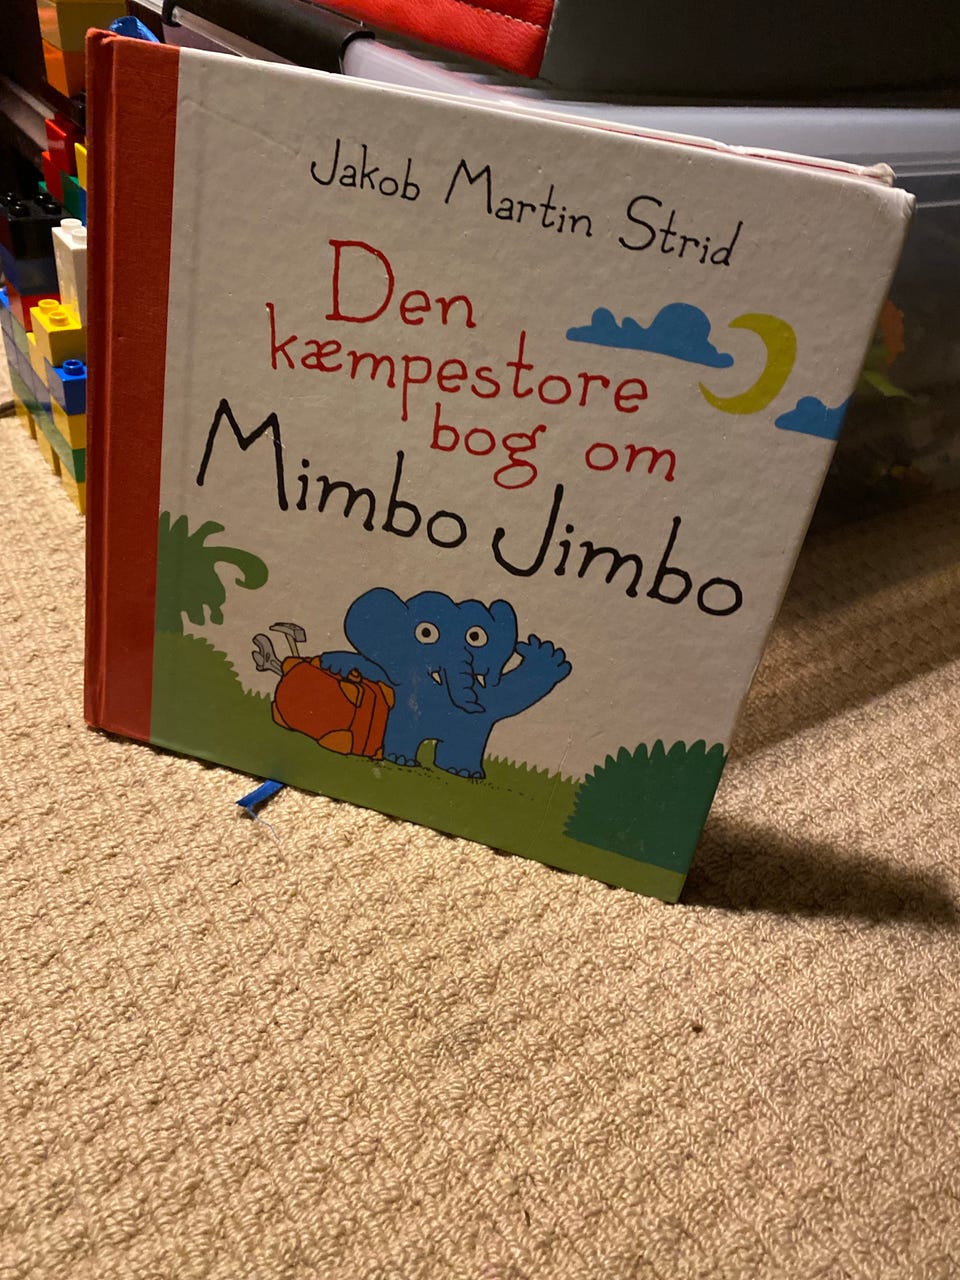 Jakob Martin Strid
Den
kæmpestore
bog om
Mimbo Jimbo